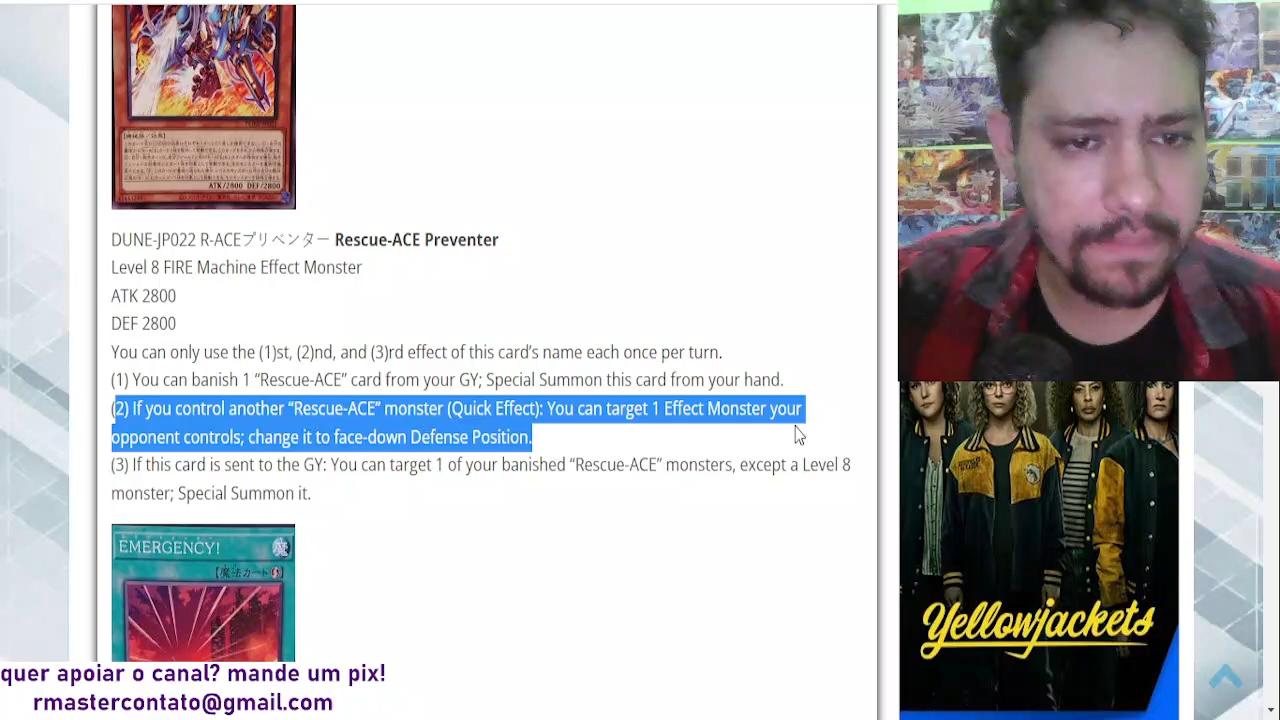 ATK/2800 DEF/2800
DUNE-JP022 R-ACEプリベンター Rescue-ACE Preventer
Level 8 FIRE Machine Effect Monster
ATK 2800
DEF 2800
You can only use the (1)st, (2)nd, and (3)rd effect of this card’s name each once per turn.
(1) You can banish 1 “Rescue-ACE” card from your GY; Special Summon this card from your hand.
(2) If you control another “Rescue-ACE” monster (Quick Effect): You can target 1 Effect Monster your
opponent controls; change it to face-down Defense Position.
(3) If this card is sent to the GY: You can target 1 of your banished “Rescue-ACE” monsters, except a Level 8
monster; Special Summon it.
EMERGENCY!
【魔法カード】
Yellowjackets
quer apoiar o canal? mande um pix!
rmastercontato@gmail.com